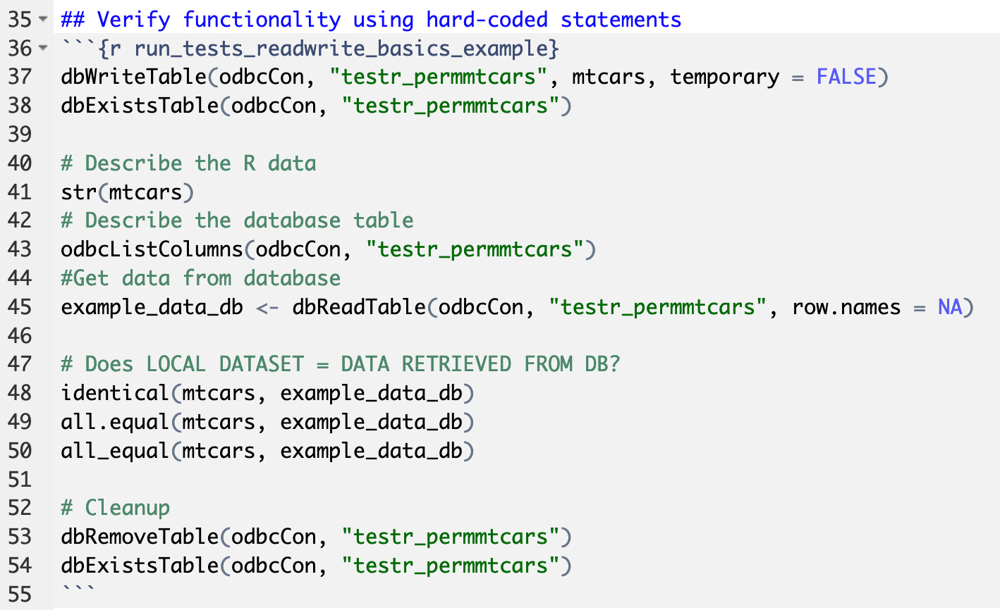 35 ## Verify functionality using hard-coded statements
36 ```{r run_tests_readwrite_basics_example}
37 dbWriteTable(odbcCon, "testr_permmtcars", mtcars, temporary = FALSE)
38 dbExistsTable(odbcCon, "testr_permmtcars")
39
40 # Describe the R data
41 str(mtcars)
42 # Describe the database table
43 odbcListColumns(odbcCon, "testr_permmtcars")
44 #Get data from database
45 example_data_db <- dbReadTable(odbcCon, "testr_permmtcars", row.names = NA)
46
47 # Does LOCAL DATASET = DATA RETRIEVED FROM DB?
48 identical(mtcars, example_data_db)
49 all.equal(mtcars, example_data_db)
50 all_equal(mtcars, example_data_db)
51
52 # Cleanup
53 dbRemoveTable(odbcCon, "testr_permmtcars")
54 dbExistsTable(odbcCon, "testr_permmtcars")
55 ```